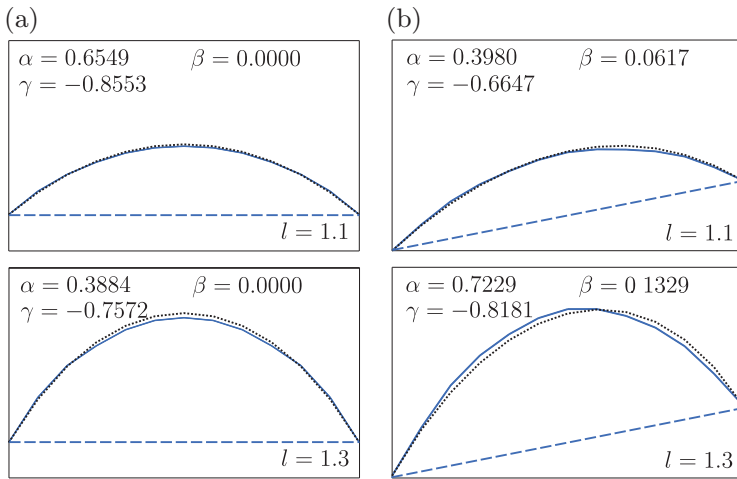 (a)
(b)
α = 0.6549 β = 0.0000
γ = −0.8553
l = 1.1
α = 0.3980 β = 0.0617
γ = −0.6647
l = 1.1
α = 0.3884 β = 0.0000
γ = −0.7572
l = 1.3
α = 0.7229 β = 0 1329
γ = −0.8181
l = 1.3